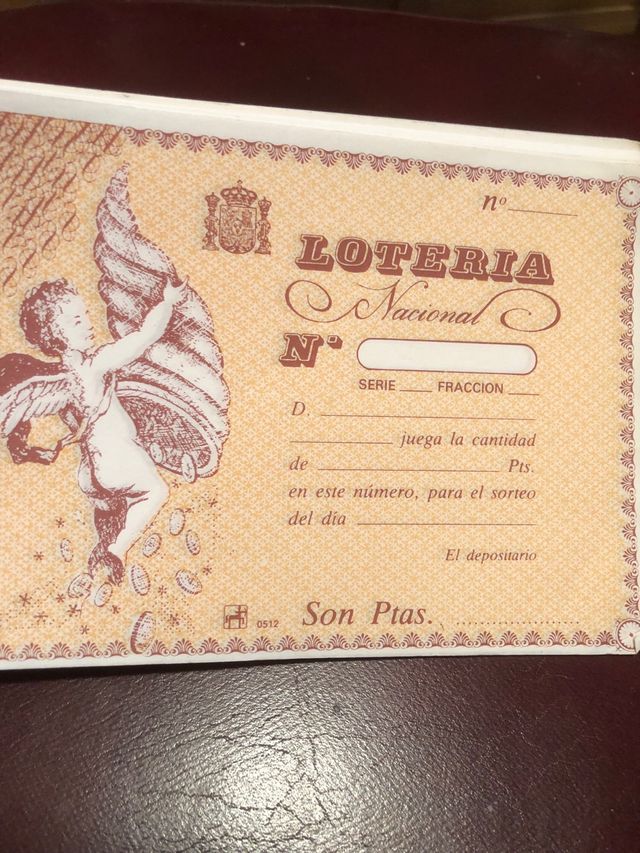 nº
LOTERIA
Nacional
Nº
SERIE FRACCION
D.
juega la cantidad
de Pts.
en este número, para el sorteo
del día
El depositario
0512 Son Ptas.